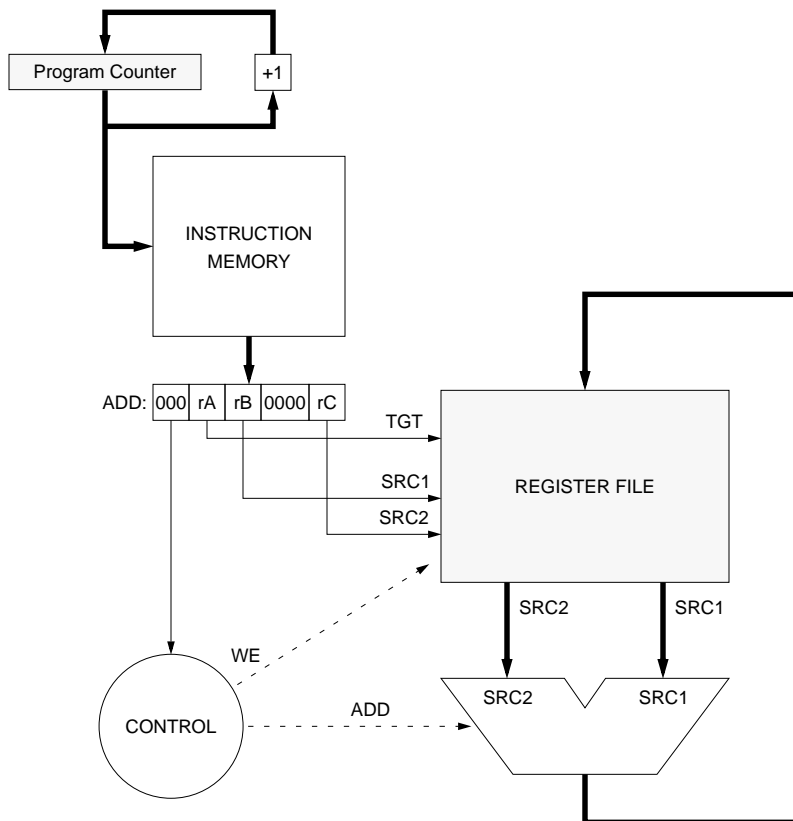 Program Counter
+1
INSTRUCTION
MEMORY
ADD: 000 rA rB 0000 rC
TGT
SRC1
REGISTER FILE
SRC2
SRC2
SRC1
WE
SRC2
SRC1
ADD
CONTROL